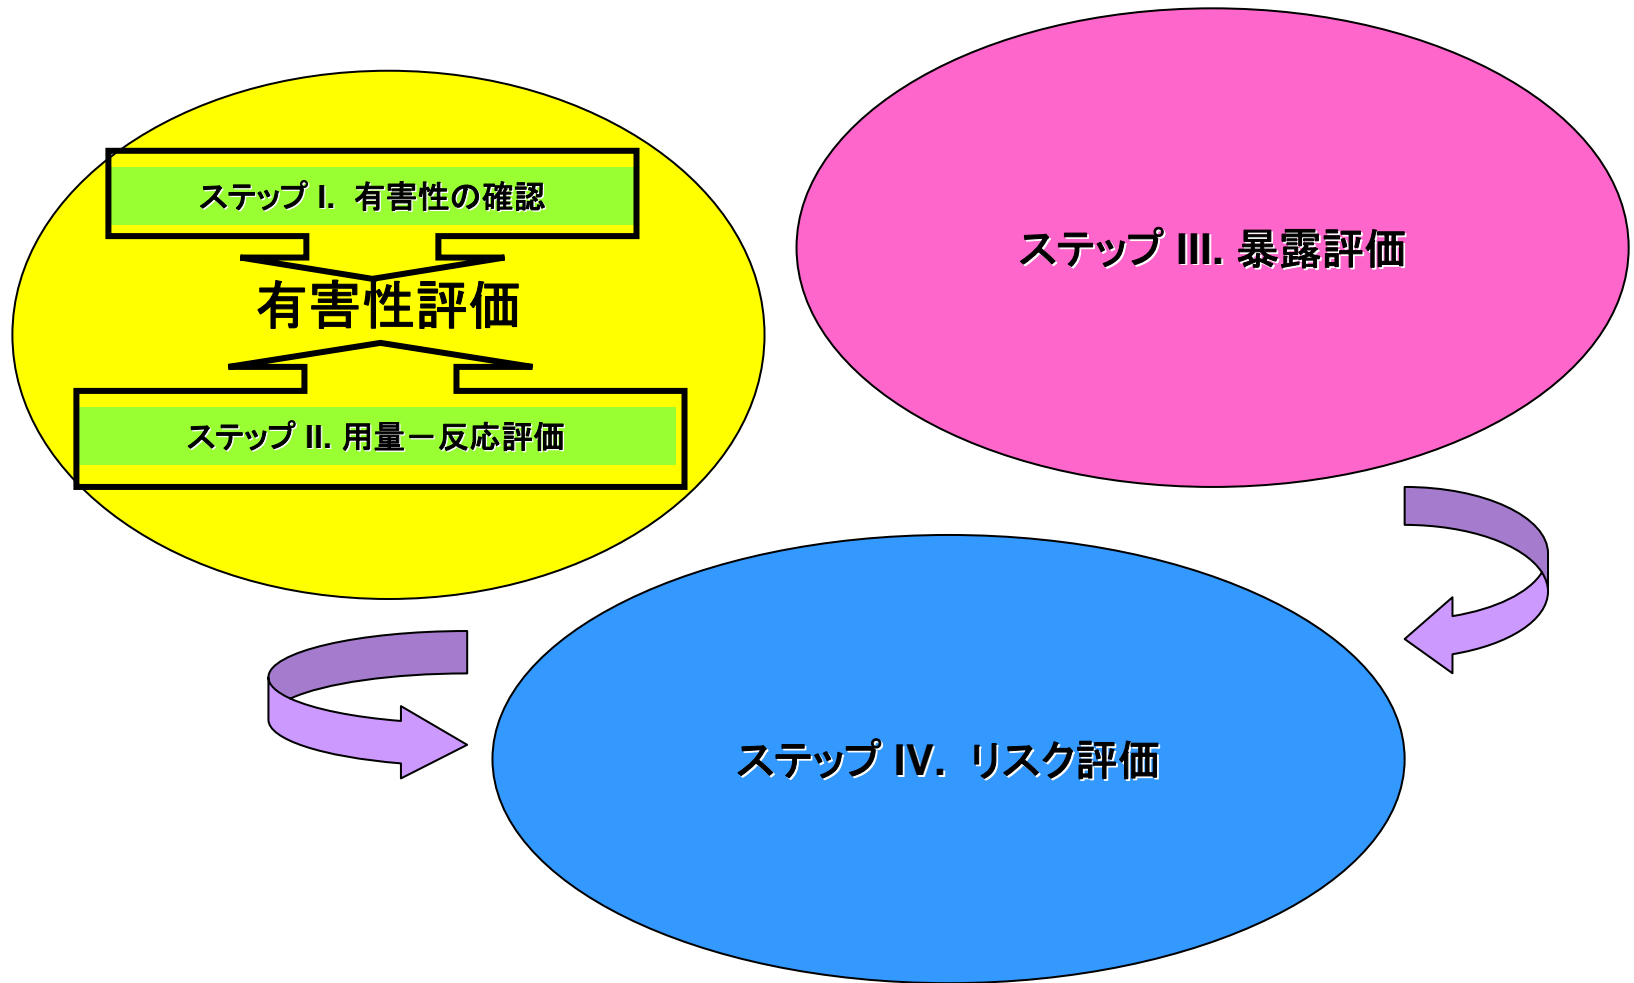 ステップ I. 有害性の確認
有害性評価
ステップ II. 用量－反応評価
ステップ III. 暴露評価
ステップ IV. リスク評価